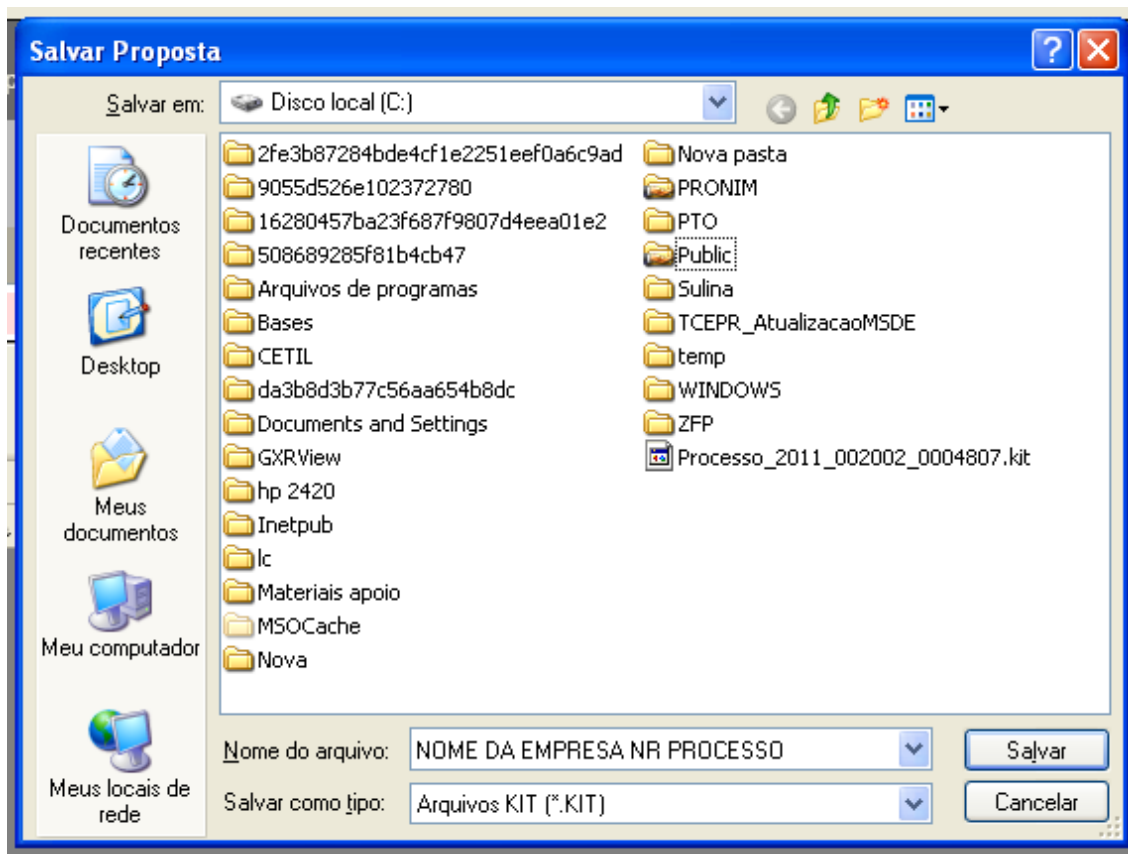 Salvar Proposta
Salvar em:
Disco local (C:)
Documentos
recentes
Desktop
Meus
documentos
Meu computador
Meus locais de
rede
2fe3b87284bde4cf1e2251eef0a6c9ad
9055d526e102372780
16280457ba23f687f9807d4eea01e2
508689285f81b4cb47
Arquivos de programas
Bases
CETIL
da3b8d3b77c56aa654b8dc
Documents and Settings
GXRView
hp 2420
Inetpub
lc
Materiais apoio
MSOCache
Nova
Nova pasta
PRONIM
PTO
Public
Sulina
TCEPR_AtualizacaoMSDE
temp
WINDOWS
ZFP
Processo_2011_002002_0004807.kit
Nome do arquivo:
NOME DA EMPRESA NR PROCESSO
Salvar
Salvar como tipo:
Arquivos KIT (*.KIT)
Cancelar